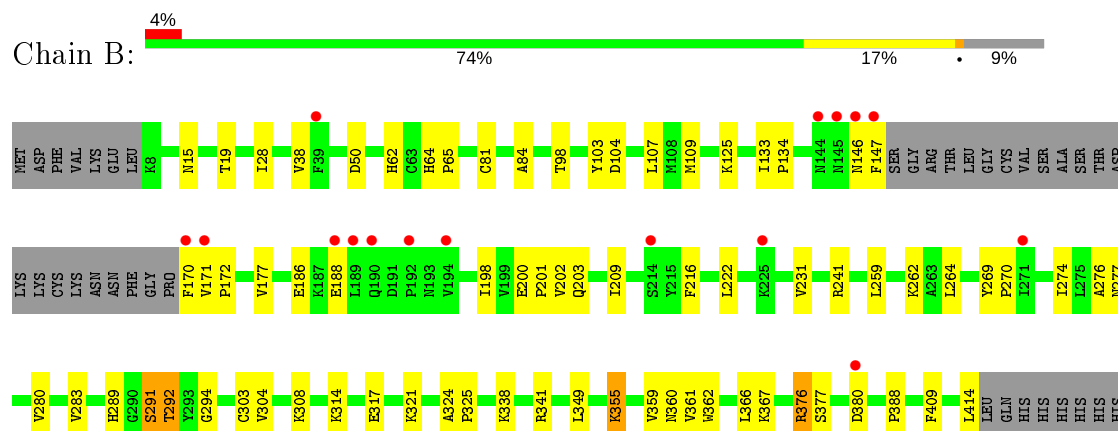 4%
Chain B:
74% 17% • 9%
MET ASP PHE VAL LYS GLU LEU K8 N15 T19 I28 V38 F39 D50 H62 C63 H64 P65 C81 A84 T98 Y103 D104 L107 M108 M109 K125 I133 P134 N144 N145 N146 F147 SER GLY ARG THR LEU GLY CYS VAL SER SER ALA SER THR ASP
LYS LYS CYS LYS ASN ASN PHE GLY PRO F170 V171 P172 V177 E186 K187 E188 L189 Q190 D191 P192 N193 V194 I198 V199 E200 P201 V202 Q203 I209 S214 Y215 F216 L222 K225 V231 R241 L259 K262 A263 L264 Y269 P270 I271 I274 L275 A276 N277
V280 V283 H289 G290 S291 T292 Y293 G294 C303 V304 K308 K314 E317 K321 A324 P325 K338 R341 L349 K355 V359 N360 V361 W362 L366 K367 R376 S377 D380 P388 F409 L414 LEU GLN HIS HIS HIS HIS HIS HIS